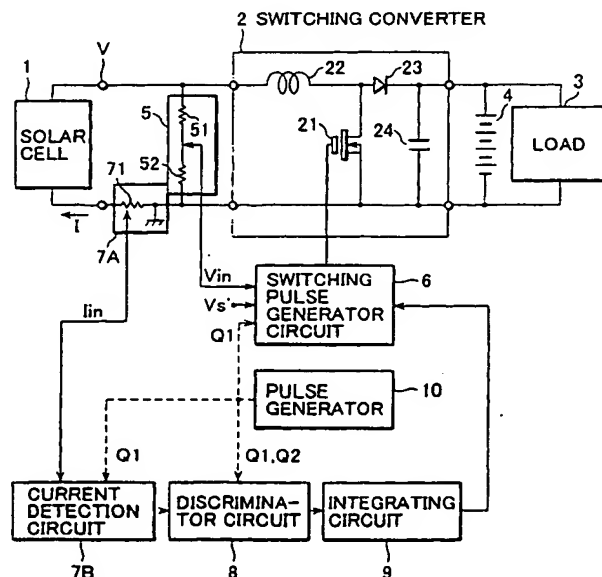 2 SWITCHING CONVERTER
V
1
22
23
3
5
51
4
SOLAR
CELL
21
24
LOAD
52
71
I
7A
Vin
SWITCHING
PULSE
GENERATOR
CIRCUIT
6
Iin
Vs
Q1
PULSE
GENERATOR
10
Q1
Q1,Q2
CURRENT
DETECTION
CIRCUIT
DISCRIMINA-
TOR CIRCUIT
INTEGRATING
CIRCUIT
7B
8
9